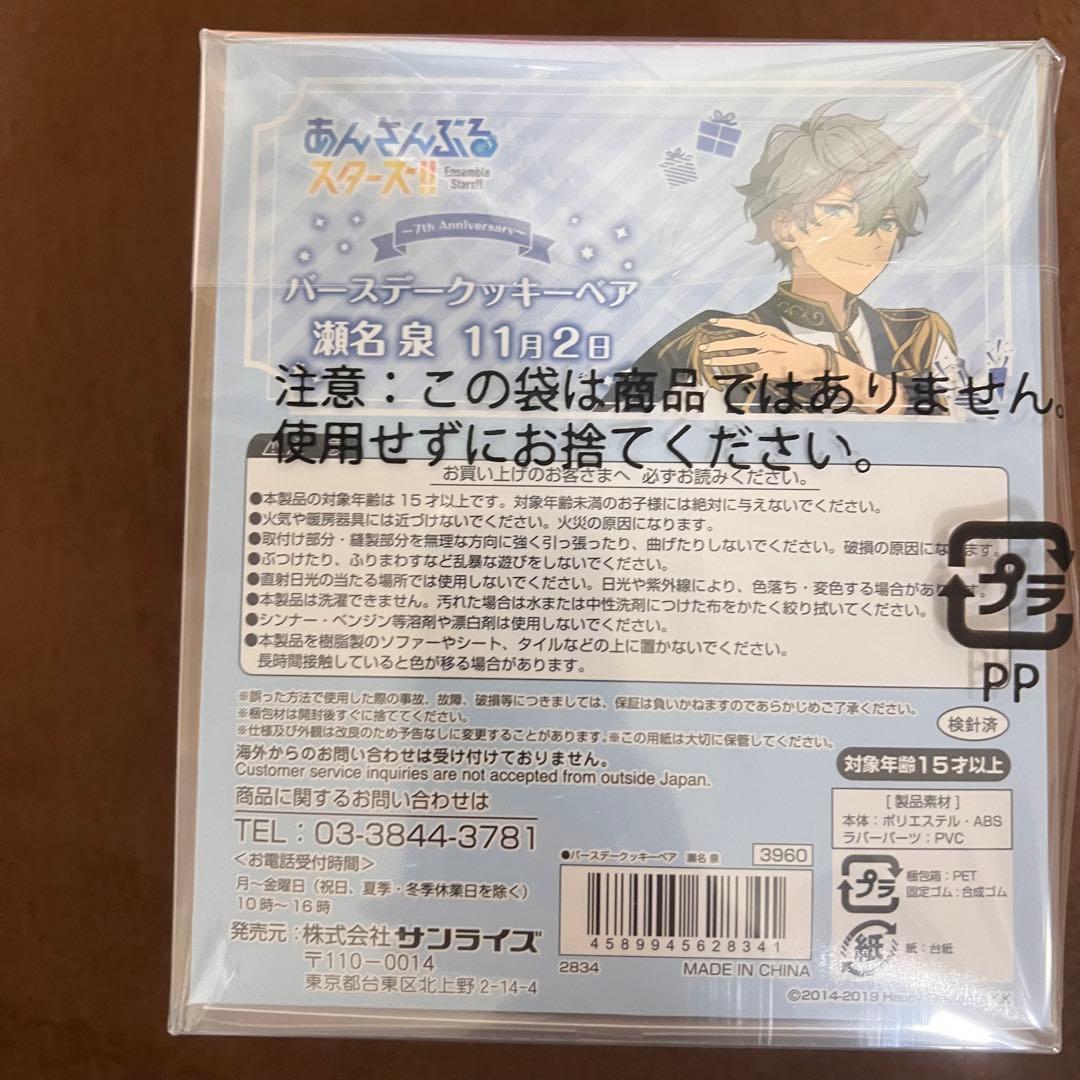 あんさんぶる
スターズ!!
Ensemble
Stars!!
~7th Anniversary~
バースデークッキーベア
瀬名 泉 11月2日
注意：この袋は商品ではありません。
使用せずにお捨てください。
お買い上げのお客さまへ 必ずお読みください。
●本製品の対象年齢は15才以上です。対象年齢未満のお子様には絶対に与えないでください。
●火気や暖房器具には近づけないでください。火災の原因になります。
●取付け部分・縫製部分を無理な方向に強く引っ張ったり、曲げたりしないでください。破損の原因になります。
●ぶつけたり、ふりまわすなど乱暴な遊びをしないでください。
●直射日光の当たる場所では使用しないでください。日光や紫外線により、色落ち・変色する場合があります。
●本製品は洗濯できません。汚れた場合は水または中性洗剤につけた布をかたく絞り拭いてください。
●シンナー・ベンジン等溶剤や漂白剤は使用しないでください。
●本製品を樹脂製のソファーやシート、タイルなどの上に置かないでください。
長時間接触していると色が移る場合があります。
プラ
PP
※誤った方法で使用した際の事故、故障、破損等につきましては、保証は負いかねますのであらかじめご了承ください。
※梱包材は開封後すぐに捨ててください。
※仕様及び外観は改良のため予告なしに変更することがあります。※この用紙は大切に保管してください。
検針済
海外からのお問い合わせは受け付けておりません。
Customer service inquiries are not accepted from outside Japan.
対象年齢15才以上
商品に関するお問い合わせは
TEL：03-3844-3781
<お電話受付時間>
月〜金曜日（祝日、夏季・冬季休業日を除く）
10時〜16時
発売元：株式会社サンライズ
〒110-0014
東京都台東区北上野2-14-4
●バースデークッキーベア 瀬名 泉
3960
4589945628341
2834
MADE IN CHINA
[製品素材]
本体：ポリエステル・ABS
ラバーパーツ：PVC
プラ
梱包箱：PET
固定ゴム：合成ゴム
紙
紙：台紙
©2014-2019 Happy